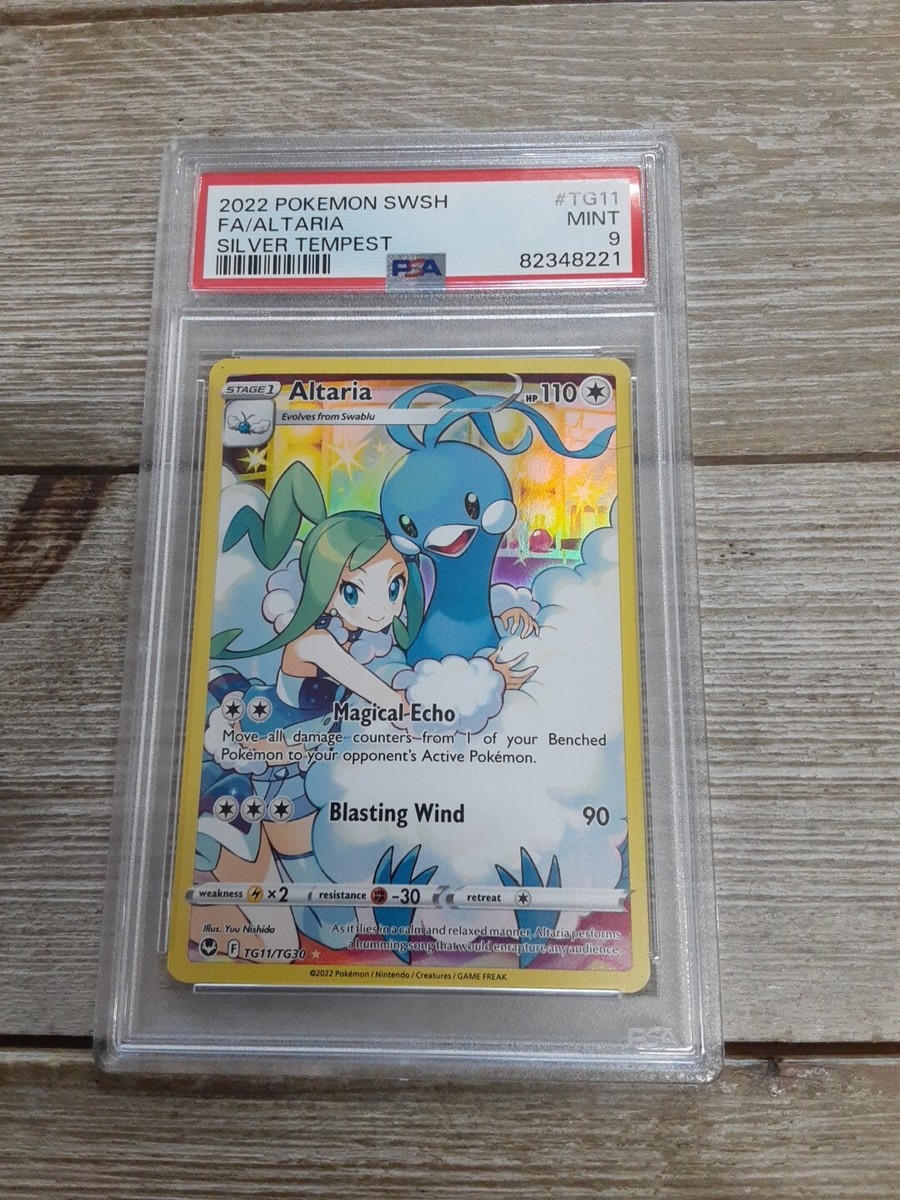 2022 POKEMON SWSH #TG11
FA/ALTARIA MINT
SILVER TEMPEST 9
PSA 82348221
STAGE 1 Altaria HP 110
Evolves from Swablu
Magical Echo
Move all damage counters from 1 of your Benched
Pokémon to your opponent's Active Pokémon.
Blasting Wind 90
weakness ×2 resistance -30 retreat
Illus. Yuu Nishida
As it flies in a calm and relaxed manner, Altaria performs
a humming song that would enrapture any audience.
F TG11/TG30
©2022 Pokémon / Nintendo / Creatures / GAME FREAK
PSA